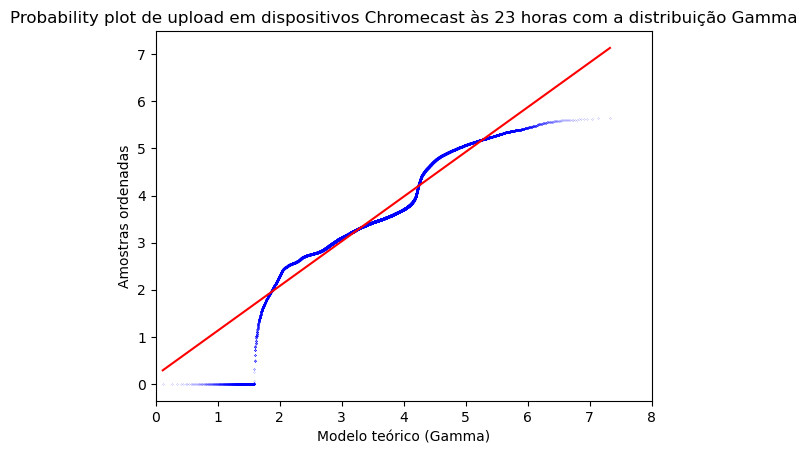 Probability plot de upload em dispositivos Chromecast às 23 horas com a distribuição Gamma
7
6
5
4
3
2
1
0
Amostras ordenadas
0 1 2 3 4 5 6 7 8
Modelo teórico (Gamma)